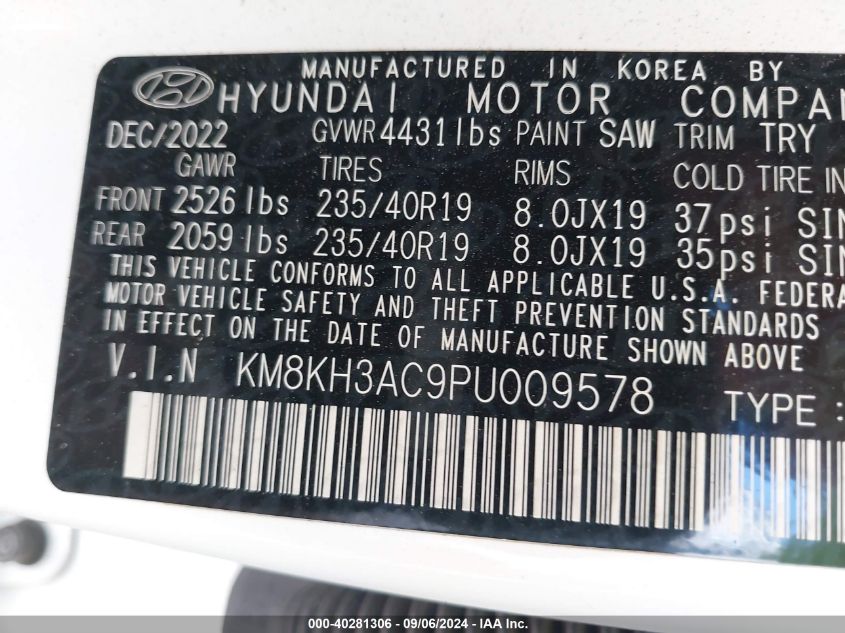 MANUFACTURED IN KOREA BY
HYUNDAI MOTOR COMPAN
DEC/2022 GVWR 4431 lbs PAINT SAW TRIM TRY
GAWR TIRES RIMS COLD TIRE IN
FRONT 2526 lbs 235/40R19 8.0JX19 37psi SIN
REAR 2059 lbs 235/40R19 8.0JX19 35psi SIN
THIS VEHICLE CONFORMS TO ALL APPLICABLE U.S.A. FEDERA
MOTOR VEHICLE SAFETY AND THEFT PREVENTION STANDARDS
IN EFFECT ON THE DATE OF MANUFACTURE SHOWN ABOVE
V.I.N KM8KH3AC9PU009578 TYPE :
000-40281306 - 09/06/2024 - IAA Inc.